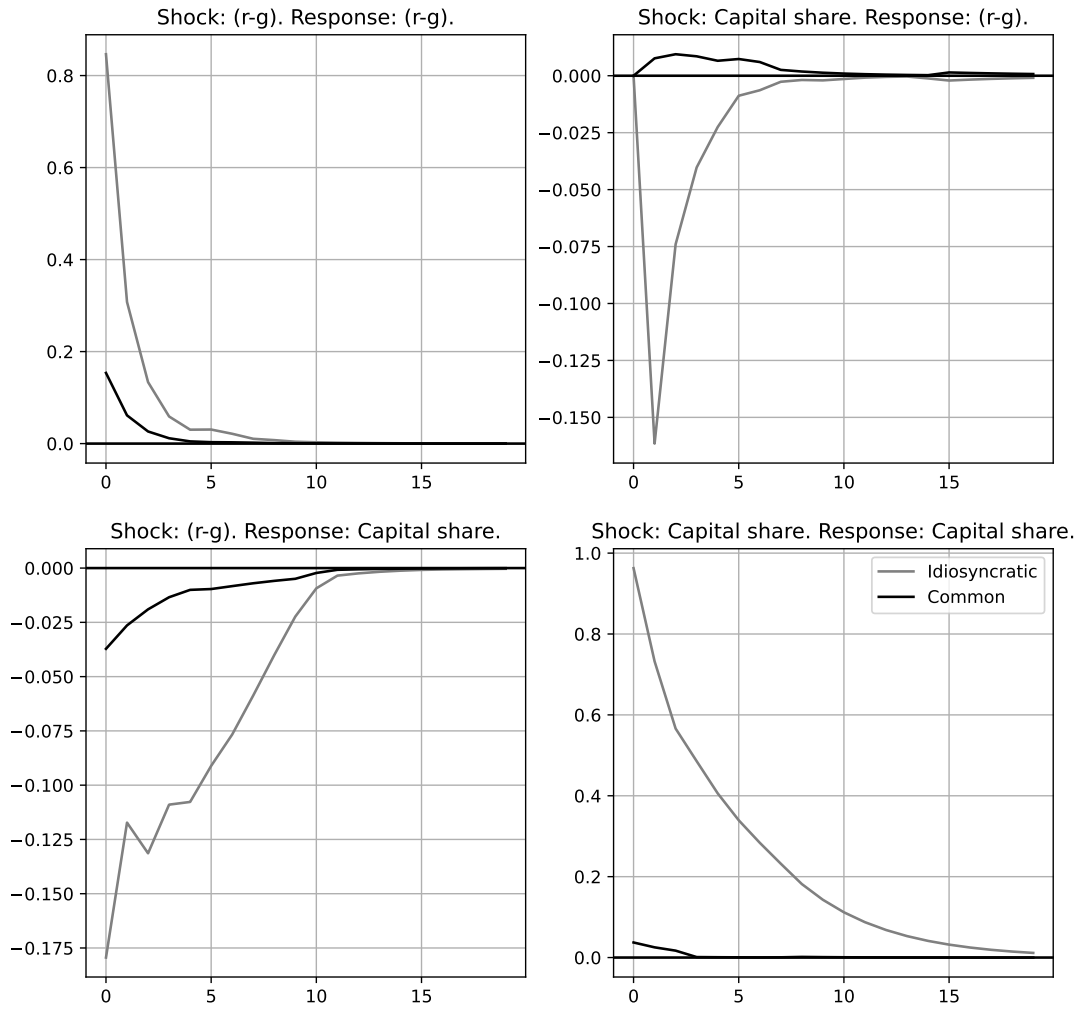 Shock: (r-g). Response: (r-g).
0.8
0.6
0.4
0.2
0.0
0 5 10 15
Shock: Capital share. Response: (r-g).
0.000
−0.025
−0.050
−0.075
−0.100
−0.125
−0.150
0 5 10 15
Shock: (r-g). Response: Capital share.
0.000
−0.025
−0.050
−0.075
−0.100
−0.125
−0.150
−0.175
0 5 10 15
Shock: Capital share. Response: Capital share.
1.0
0.8
0.6
0.4
0.2
0.0
0 5 10 15
Idiosyncratic
Common